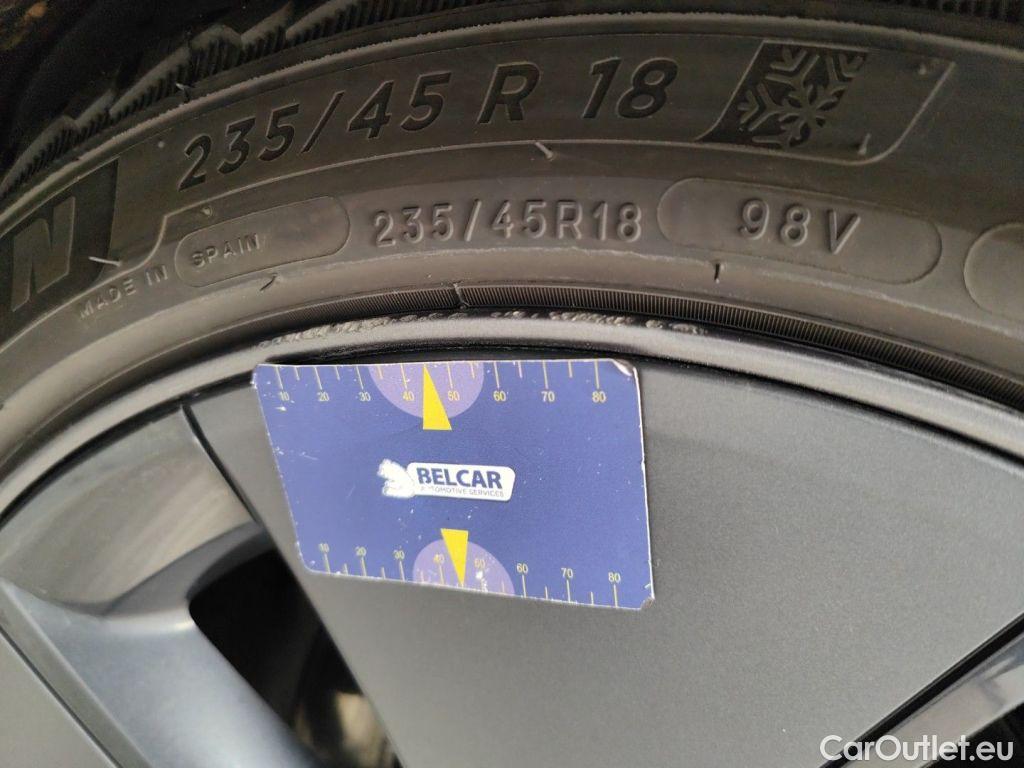 235/45 R 18
N
MADE IN SPAIN 235/45R18 98V
10 20 30 40 50 60 70 80
BELCAR
AUTOMOTIVE SERVICES
10 20 30 40 50 60 70 80
CarOutlet.eu